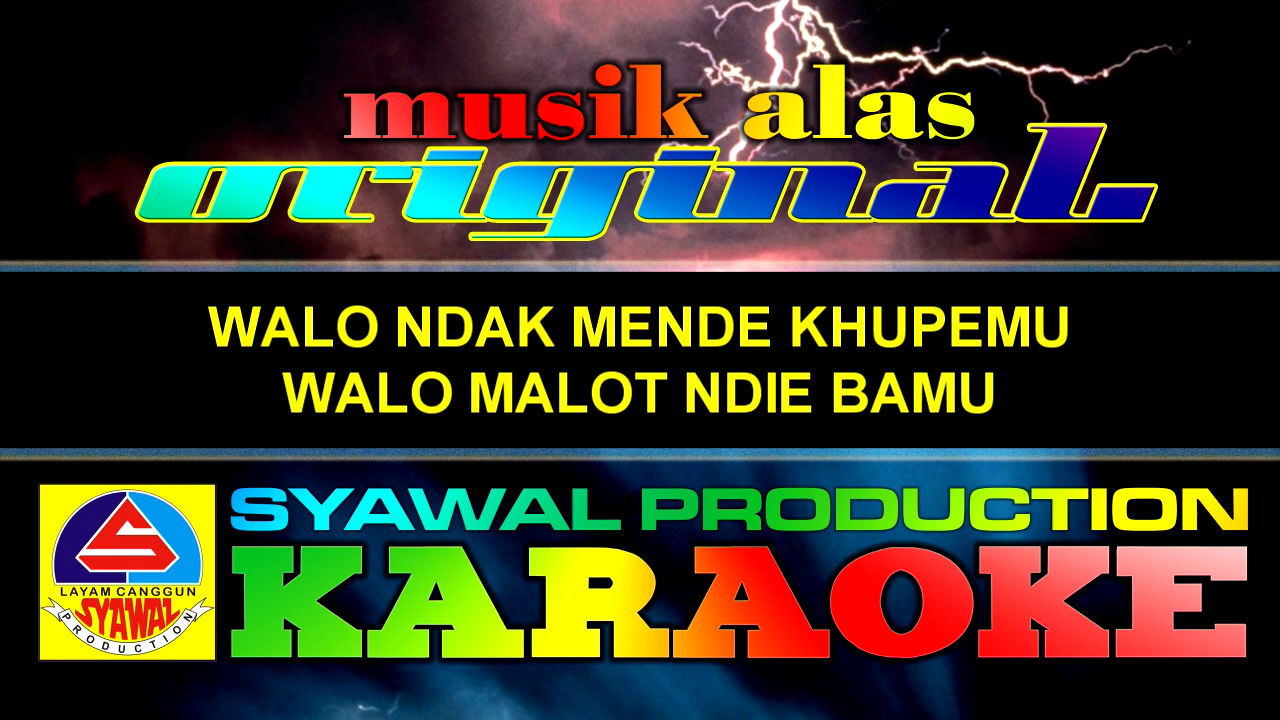 musik alas
original
WALO NDAK MENDE KHUPEMU
WALO MALOT NDIE BAMU
SYAWAL PRODUCTION
KARAOKE
S
LAYAM CANGGUN
SYAWAL
PRODUCTION